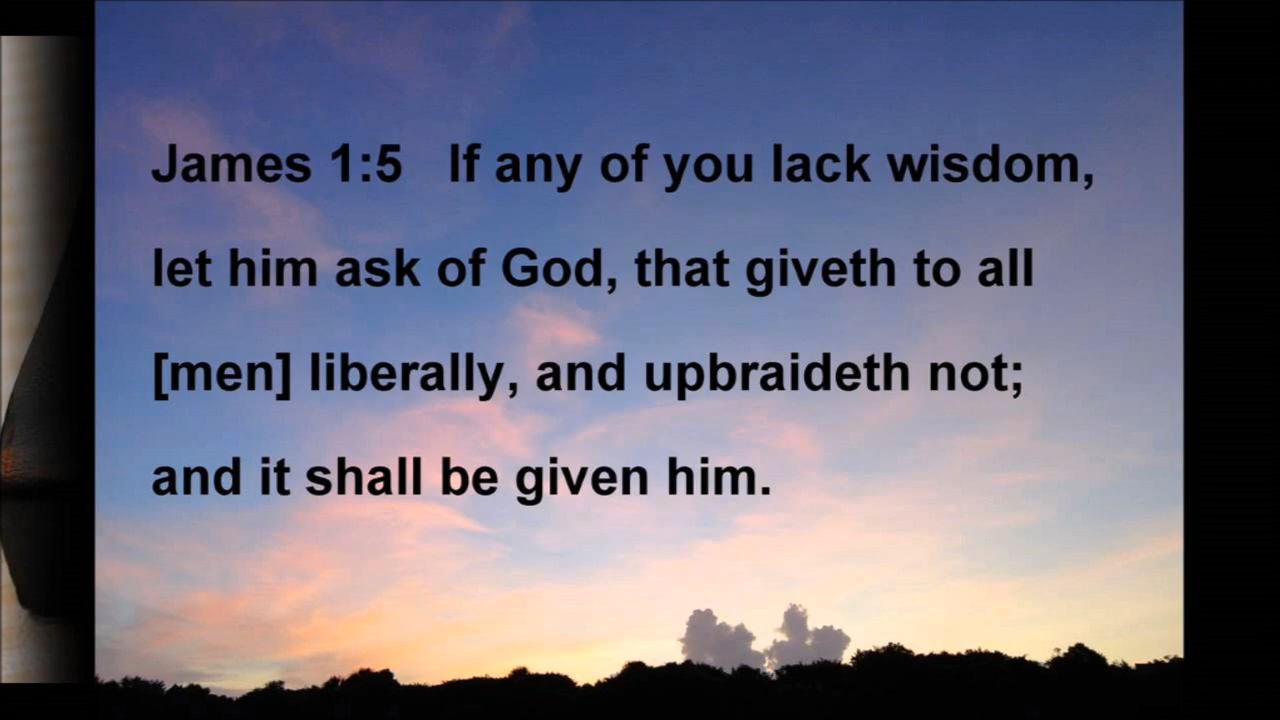 James 1:5 If any of you lack wisdom,
let him ask of God, that giveth to all
[men] liberally, and upbraideth not;
and it shall be given him.